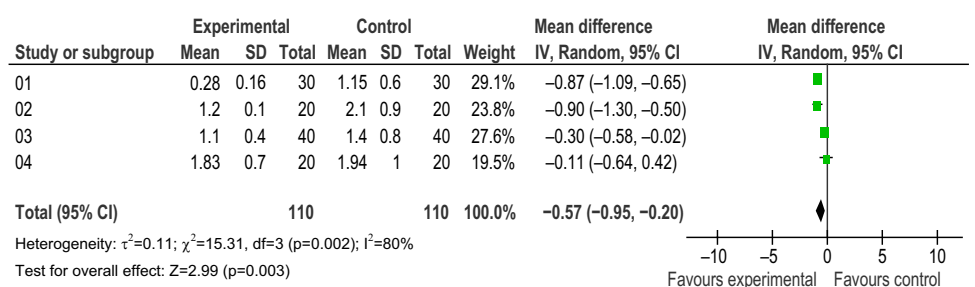 Experimental Control Mean difference Mean difference
Study or subgroup Mean SD Total Mean SD Total Weight IV, Random, 95% CI IV, Random, 95% CI
01 0.28 0.16 30 1.15 0.6 30 29.1% −0.87 (−1.09, −0.65)
02 1.2 0.1 20 2.1 0.9 20 23.8% −0.90 (−1.30, −0.50)
03 1.1 0.4 40 1.4 0.8 40 27.6% −0.30 (−0.58, −0.02)
04 1.83 0.7 20 1.94 1 20 19.5% −0.11 (−0.64, 0.42)
Total (95% CI) 110 110 100.0% −0.57 (−0.95, −0.20)
Heterogeneity: τ²=0.11; χ²=15.31, df=3 (p=0.002); I²=80%
Test for overall effect: Z=2.99 (p=0.003)
−10 −5 0 5 10
Favours experimental Favours control